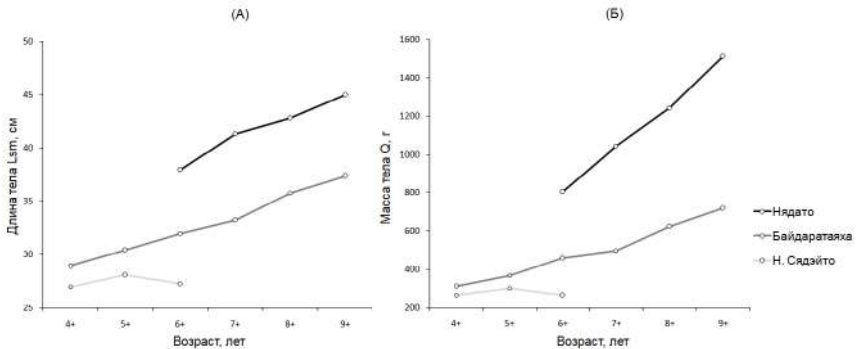 (А)
Длина тела Lsm, см
50
45
40
35
30
25
4+ 5+ 6+ 7+ 8+ 9+
Возраст, лет
(Б)
Масса тела Q, г
1600
1400
1200
1000
800
600
400
200
4+ 5+ 6+ 7+ 8+ 9+
Возраст, лет
Нядато
Байдаратаяха
Н. Сядэйто